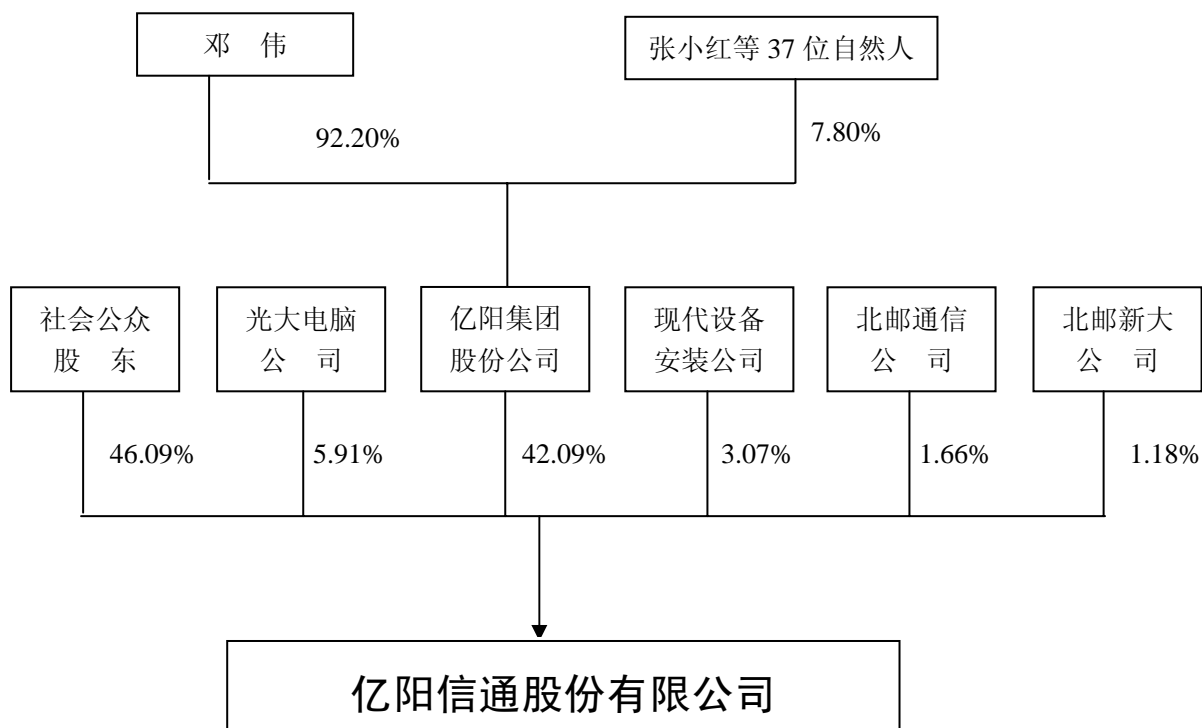 邓 伟
张小红等 37 位自然人
92.20%
7.80%
社会公众
股 东
光大电脑
公 司
亿阳集团
股份公司
现代设备
安装公司
北邮通信
公 司
北邮新大
公 司
46.09%
5.91%
42.09%
3.07%
1.66%
1.18%
亿阳信通股份有限公司